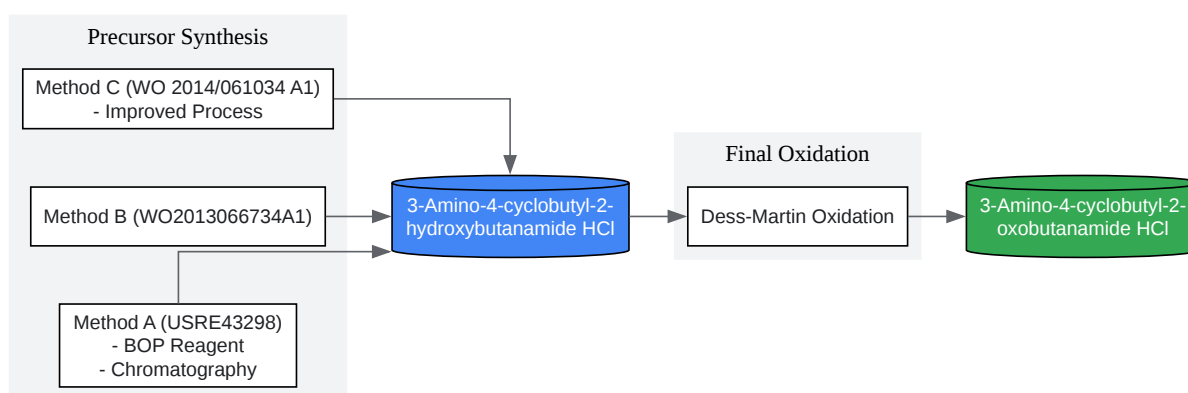 Precursor Synthesis
Method C (WO 2014/061034 A1)
- Improved Process
Method B (WO2013066734A1)
Method A (USRE43298)
- BOP Reagent
- Chromatography
3-Amino-4-cyclobutyl-2-
hydroxybutanamide HCl
Final Oxidation
Dess-Martin Oxidation
3-Amino-4-cyclobutyl-2-
oxobutanamide HCl